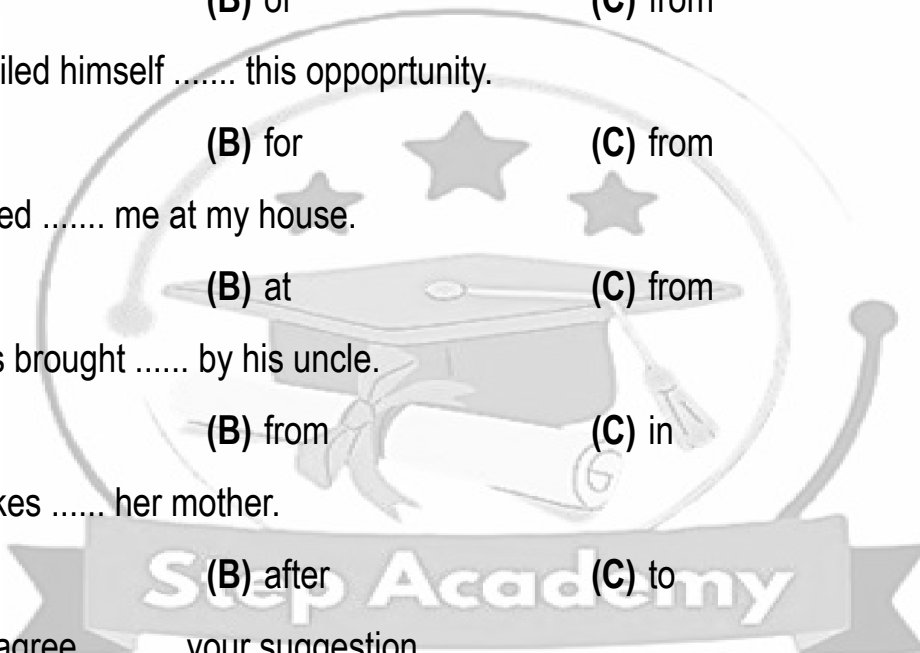 (B) of (C) from
iled himself ....... this oppoprtunity.
(B) for (C) from
ed ....... me at my house.
(B) at (C) from
s brought ...... by his uncle.
(B) from (C) in
kes ...... her mother.
(B) after (C) to
Step Academy
agree your suggestion